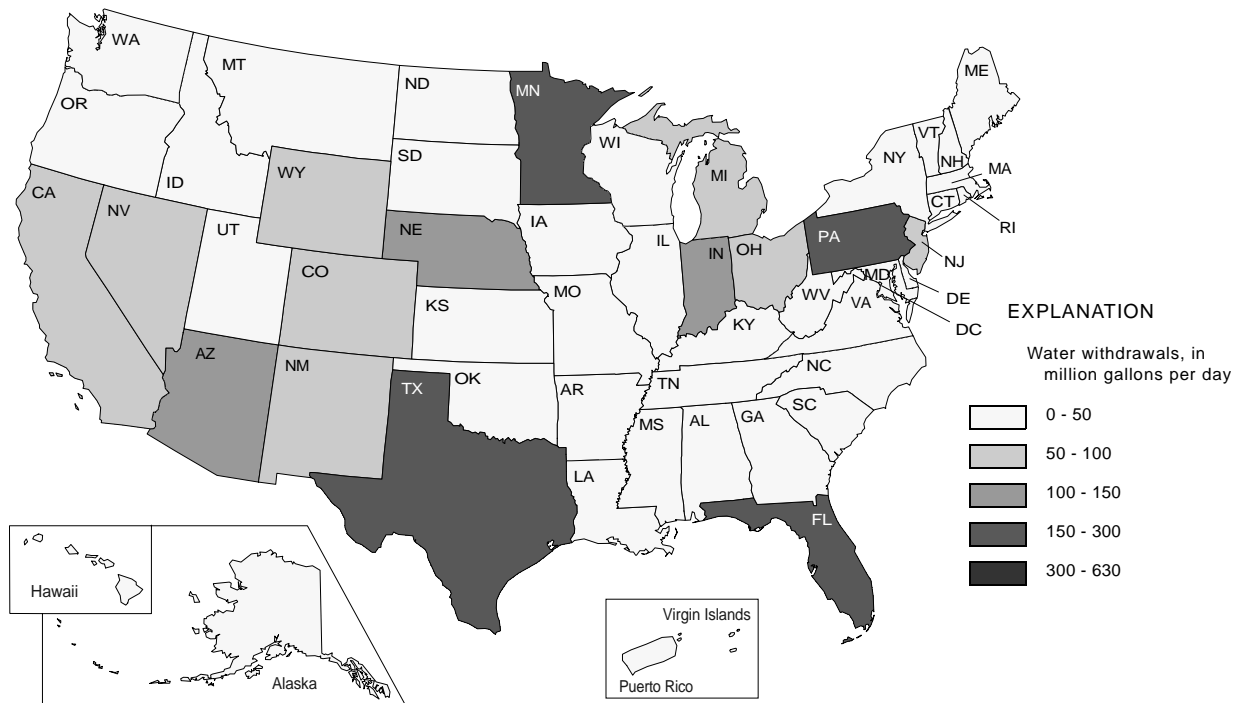 WA
MT
ND
MN
ME
OR
VT
WI
NY
NH
SD
ID
WY
MI
MA
CA
NV
CT
RI
UT
NE
IA
IL
IN
OH
PA
NJ
CO
MD
DE
KS
MO
WV
VA
DC
KY
AZ
NM
OK
TX
AR
TN
NC
SC
MS
AL
GA
LA
FL
EXPLANATION
Water withdrawals, in
million gallons per day
0 - 50
50 - 100
100 - 150
150 - 300
300 - 630
Hawaii
Alaska
Virgin Islands
Puerto Rico